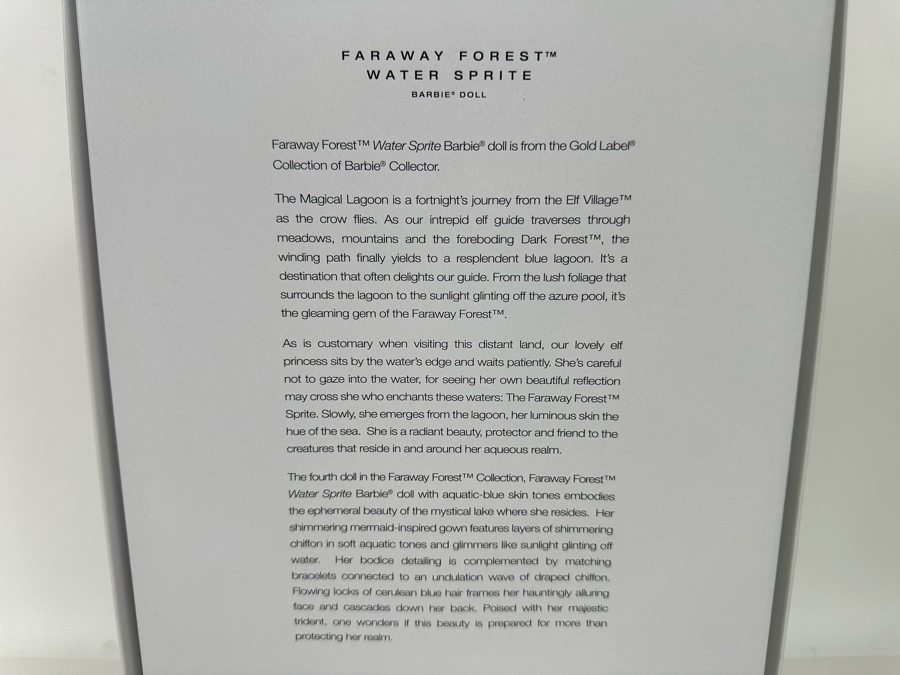 FARAWAY FOREST™
WATER SPRITE
BARBIE® DOLL
Faraway Forest™ Water Sprite Barbie® doll is from the Gold Label®
Collection of Barbie® Collector.
The Magical Lagoon is a fortnight's journey from the Elf Village™
as the crow flies. As our intrepid elf guide traverses through
meadows, mountains and the foreboding Dark Forest™, the
winding path finally yields to a resplendent blue lagoon. It's a
destination that often delights our guide. From the lush foliage that
surrounds the lagoon to the sunlight glinting off the azure pool, it's
the gleaming gem of the Faraway Forest™.
As is customary when visiting this distant land, our lovely elf
princess sits by the water's edge and waits patiently. She's careful
not to gaze into the water, for seeing her own beautiful reflection
may cross she who enchants these waters: The Faraway Forest™
Sprite. Slowly, she emerges from the lagoon, her luminous skin the
hue of the sea. She is a radiant beauty, protector and friend to the
creatures that reside in and around her aqueous realm.
The fourth doll in the Faraway Forest™ Collection, Faraway Forest™
Water Sprite Barbie® doll with aquatic-blue skin tones embodies
the ephemeral beauty of the mystical lake where she resides. Her
shimmering mermaid-inspired gown features layers of shimmering
chiffon in soft aquatic tones and glimmers like sunlight glinting off
water. Her bodice detailing is complemented by matching
bracelets connected to an undulation wave of draped chiffon.
Flowing locks of cerulean blue hair frames her hauntingly alluring
face and cascades down her back. Poised with her majestic
trident, one wonders if this beauty is prepared for more than
protecting her realm.